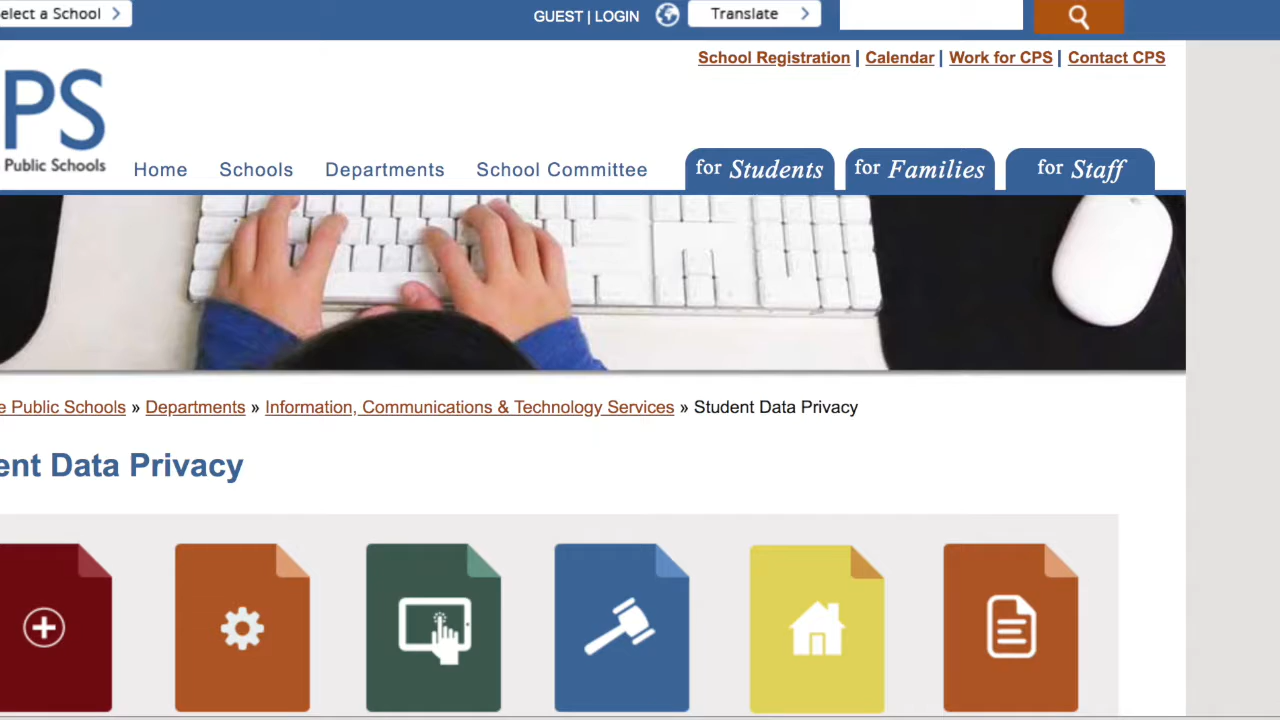 elect a School
GUEST | LOGIN
Translate
School Registration | Calendar | Work for CPS | Contact CPS
PS
Public Schools
Home Schools Departments School Committee for Students for Families for Staff
e Public Schools » Departments » Information, Communications & Technology Services » Student Data Privacy
ent Data Privacy